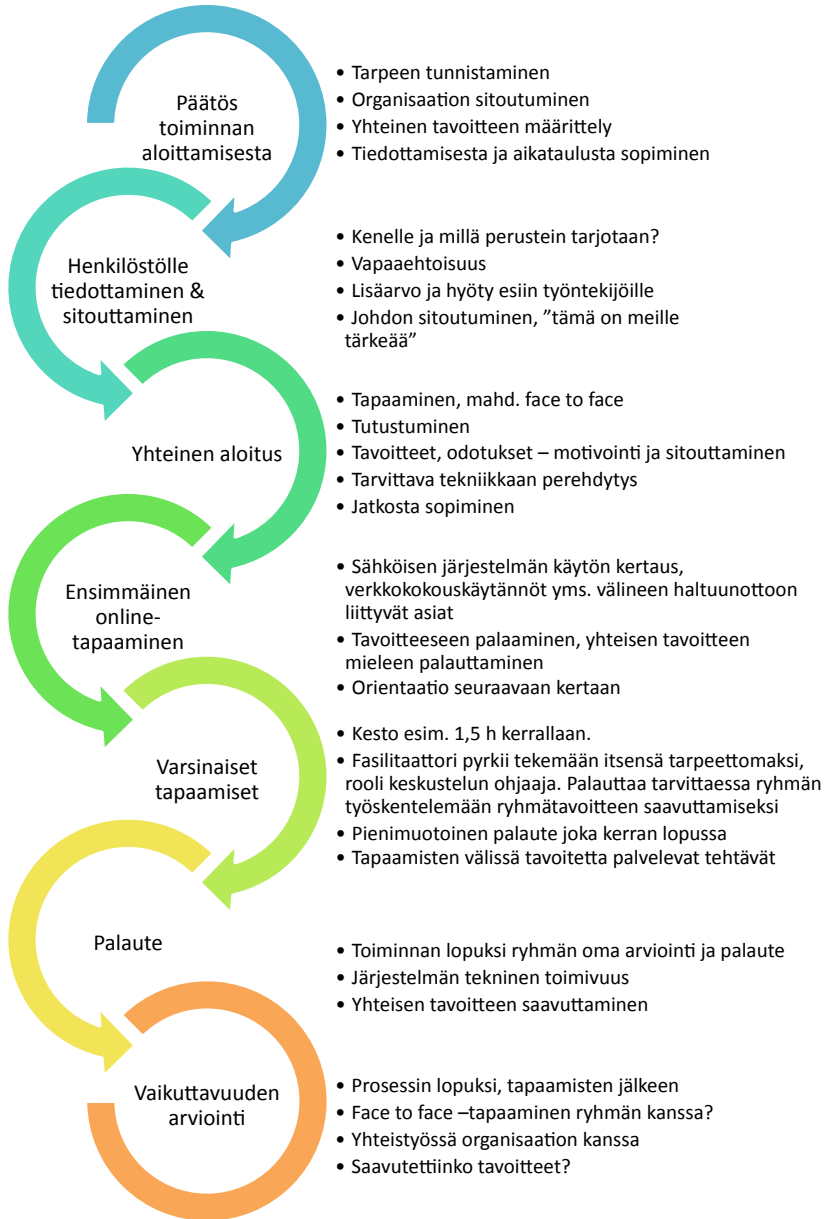 Päätös
toiminnan
aloittamisesta
• Tarpeen tunnistaminen
• Organisaation sitoutuminen
• Yhteinen tavoitteen määrittely
• Tiedottamisesta ja aikataulusta sopiminen
Henkilöstölle
tiedottaminen &
sitouttaminen
• Kenelle ja millä perustein tarjotaan?
• Vapaaehtoisuus
• Lisäarvo ja hyöty esiin työntekijöille
• Johdon sitoutuminen, ”tämä on meille
tärkeää”
Yhteinen aloitus
• Tapaaminen, mahd. face to face
• Tutustuminen
• Tavoitteet, odotukset – motivointi ja sitouttaminen
• Tarvittava tekniikkaan perehdytys
• Jatkosta sopiminen
Ensimmäinen
online-
tapaaminen
• Sähköisen järjestelmän käytön kertaus,
verkkokokouskäytännöt yms. välineen haltuunottoon
liittyvät asiat
• Tavoitteeseen palaaminen, yhteisen tavoitteen
mieleen palauttaminen
• Orientaatio seuraavaan kertaan
Varsinaiset
tapaamiset
• Kesto esim. 1,5 h kerrallaan.
• Fasilitaattori pyrkii tekemään itsensä tarpeettomaksi,
rooli keskustelun ohjaaja. Palauttaa tarvittaessa ryhmän
työskentelemään ryhmätavoitteen saavuttamiseksi
• Pienimuotoinen palaute joka kerran lopussa
• Tapaamisten välissä tavoitetta palvelevat tehtävät
Palaute
• Toiminnan lopuksi ryhmän oma arviointi ja palaute
• Järjestelmän tekninen toimivuus
• Yhteisen tavoitteen saavuttaminen
Vaikuttavuuden
arviointi
• Prosessin lopuksi, tapaamisten jälkeen
• Face to face –tapaaminen ryhmän kanssa?
• Yhteistyössä organisaation kanssa
• Saavutettiinko tavoitteet?